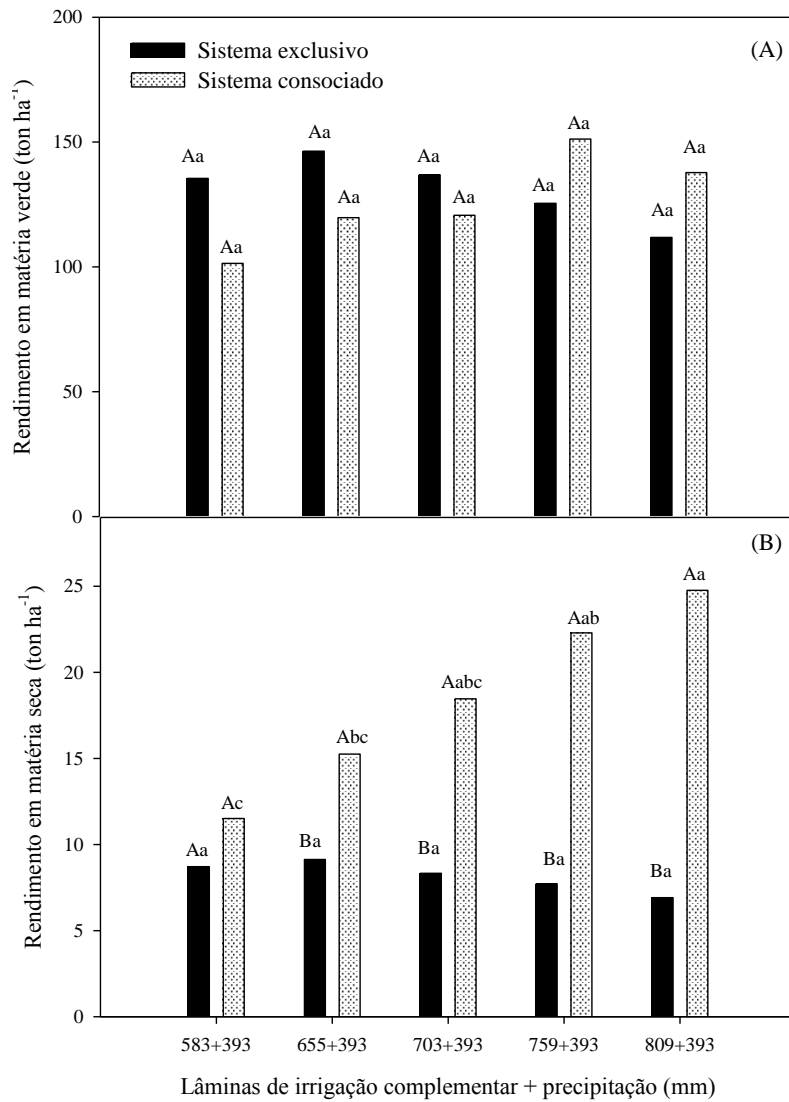 200
(A)
Sistema exclusivo
Sistema consociado
Rendimento em matéria verde (ton ha⁻¹)
150
100
50
0
Aa Aa Aa Aa Aa Aa Aa Aa Aa Aa
(B)
Rendimento em matéria seca (ton ha⁻¹)
25
20
15
10
5
0
Aa Ac Ba Abc Ba Aabc Ba Aab Ba Aa
583+393 655+393 703+393 759+393 809+393
Lâminas de irrigação complementar + precipitação (mm)